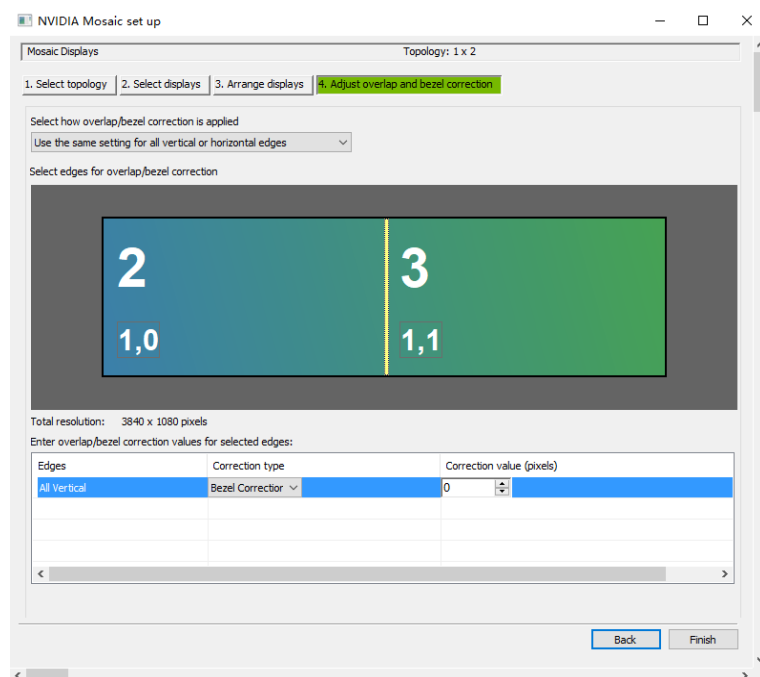 NVIDIA Mosaic set up
Mosaic Displays Topology: 1 x 2
1. Select topology 2. Select displays 3. Arrange displays 4. Adjust overlap and bezel correction
Select how overlap/bezel correction is applied
Use the same setting for all vertical or horizontal edges
Select edges for overlap/bezel correction
2 3
1,0 1,1
Total resolution: 3840 x 1080 pixels
Enter overlap/bezel correction values for selected edges:
Edges Correction type Correction value (pixels)
All Vertical Bezel Correction 0
Back Finish